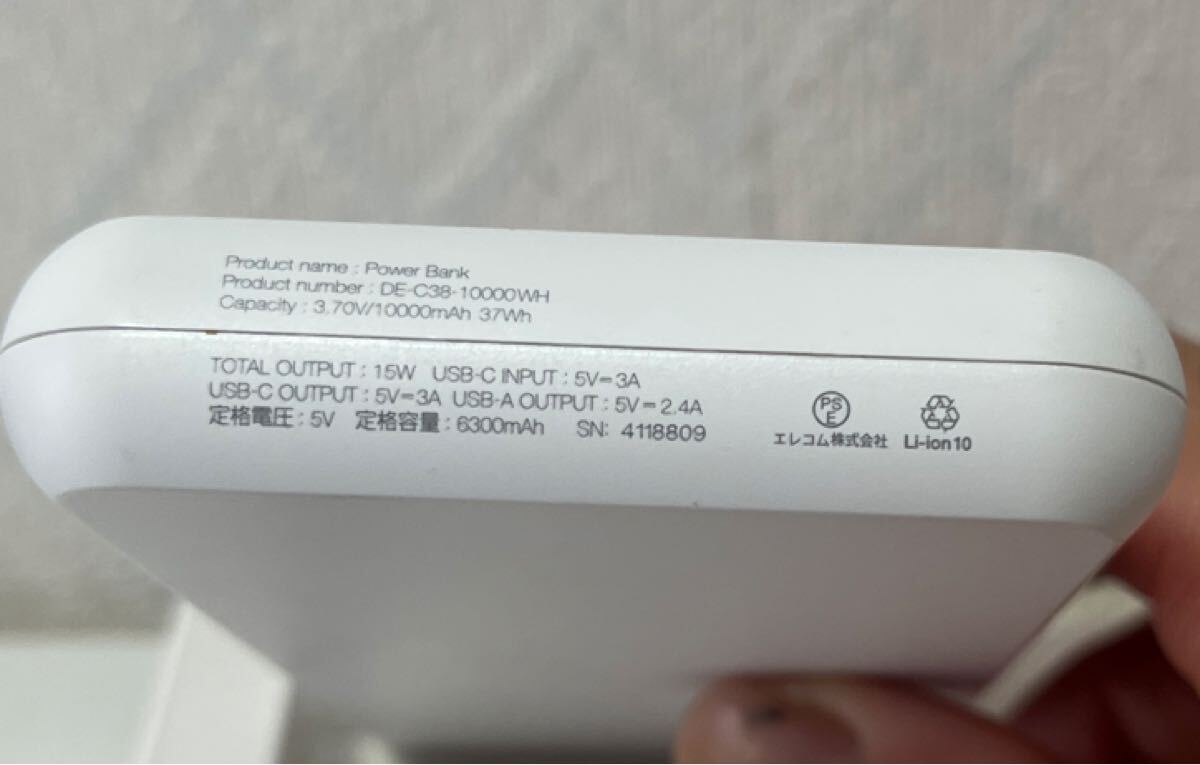 Product name : Power Bank
Product number : DE-C38-10000WH
Capacity : 3.70V/10000mAh 37Wh
TOTAL OUTPUT : 15W USB-C INPUT : 5V⎓3A
USB-C OUTPUT : 5V⎓3A USB-A OUTPUT : 5V⎓2.4A
定格電圧 : 5V 定格容量 : 6300mAh SN: 4118809
PSE
エレコム株式会社 Li-ion10